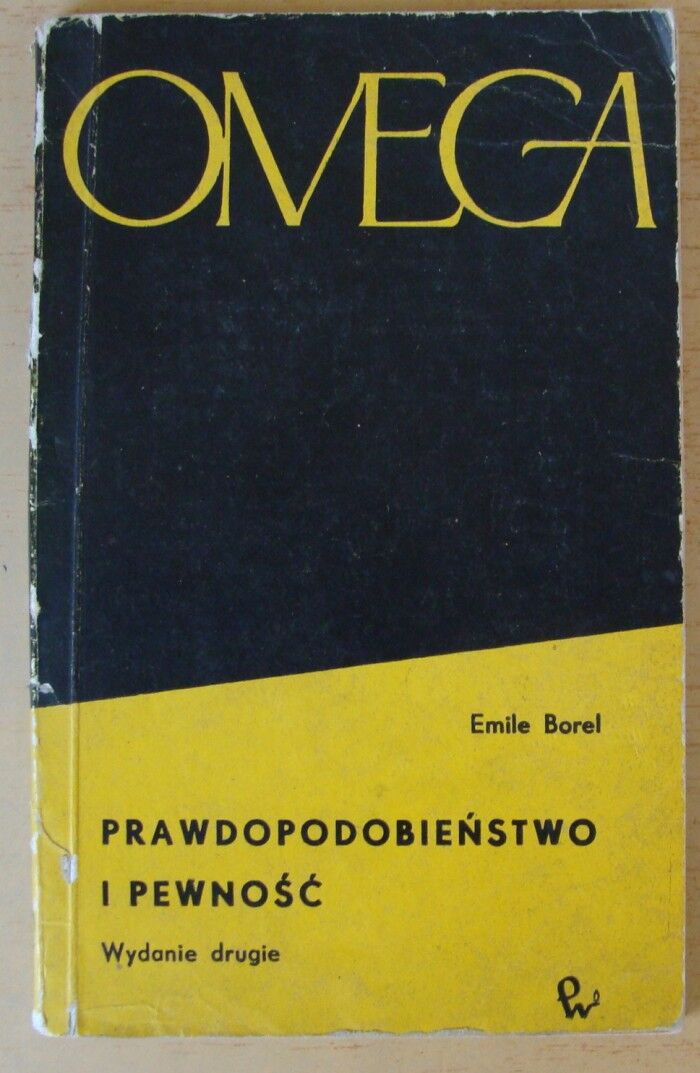 OMEGA
Emile Borel
PRAWDOPODOBIEŃSTWO
I PEWNOŚĆ
Wydanie drugie